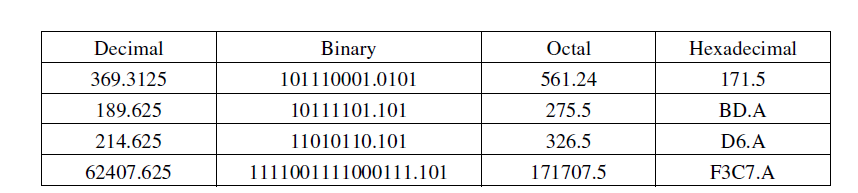 Decimal Binary Octal Hexadecimal
369.3125 101110001.0101 561.24 171.5
189.625 10111101.101 275.5 BD.A
214.625 11010110.101 326.5 D6.A
62407.625 1111001111000111.101 171707.5 F3C7.A